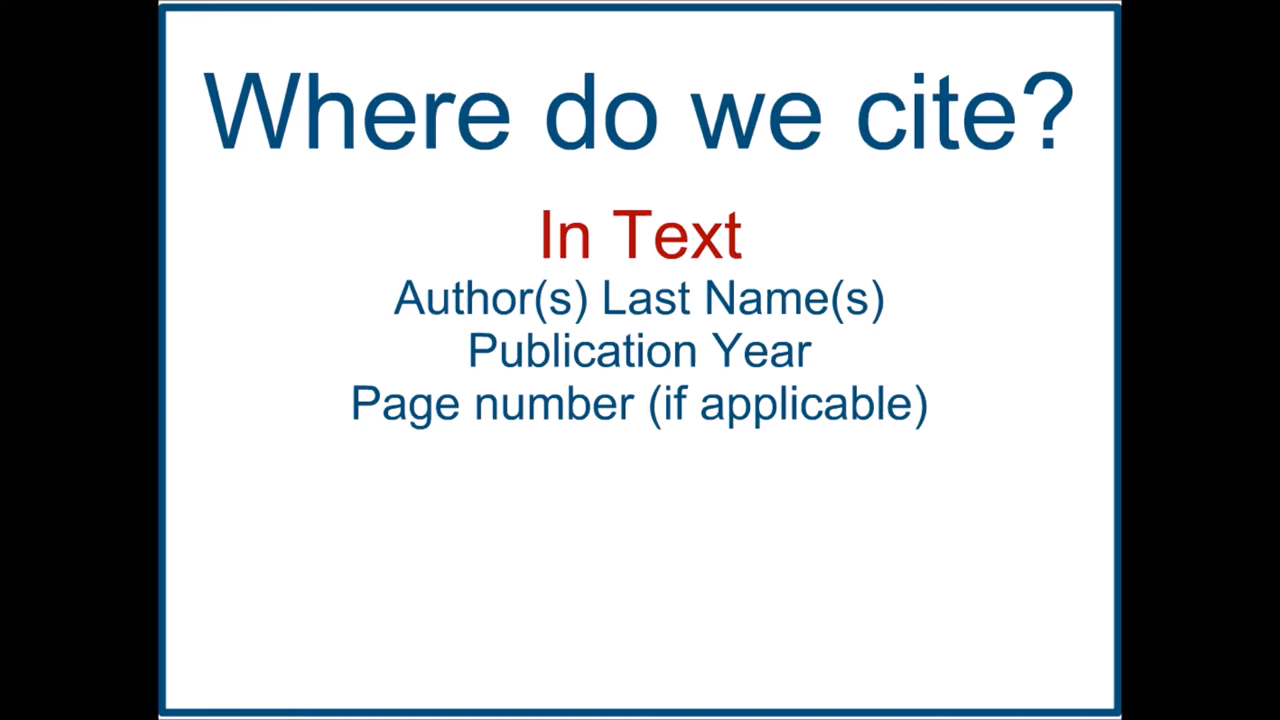 Where do we cite?
In Text
Author(s) Last Name(s)
Publication Year
Page number (if applicable)